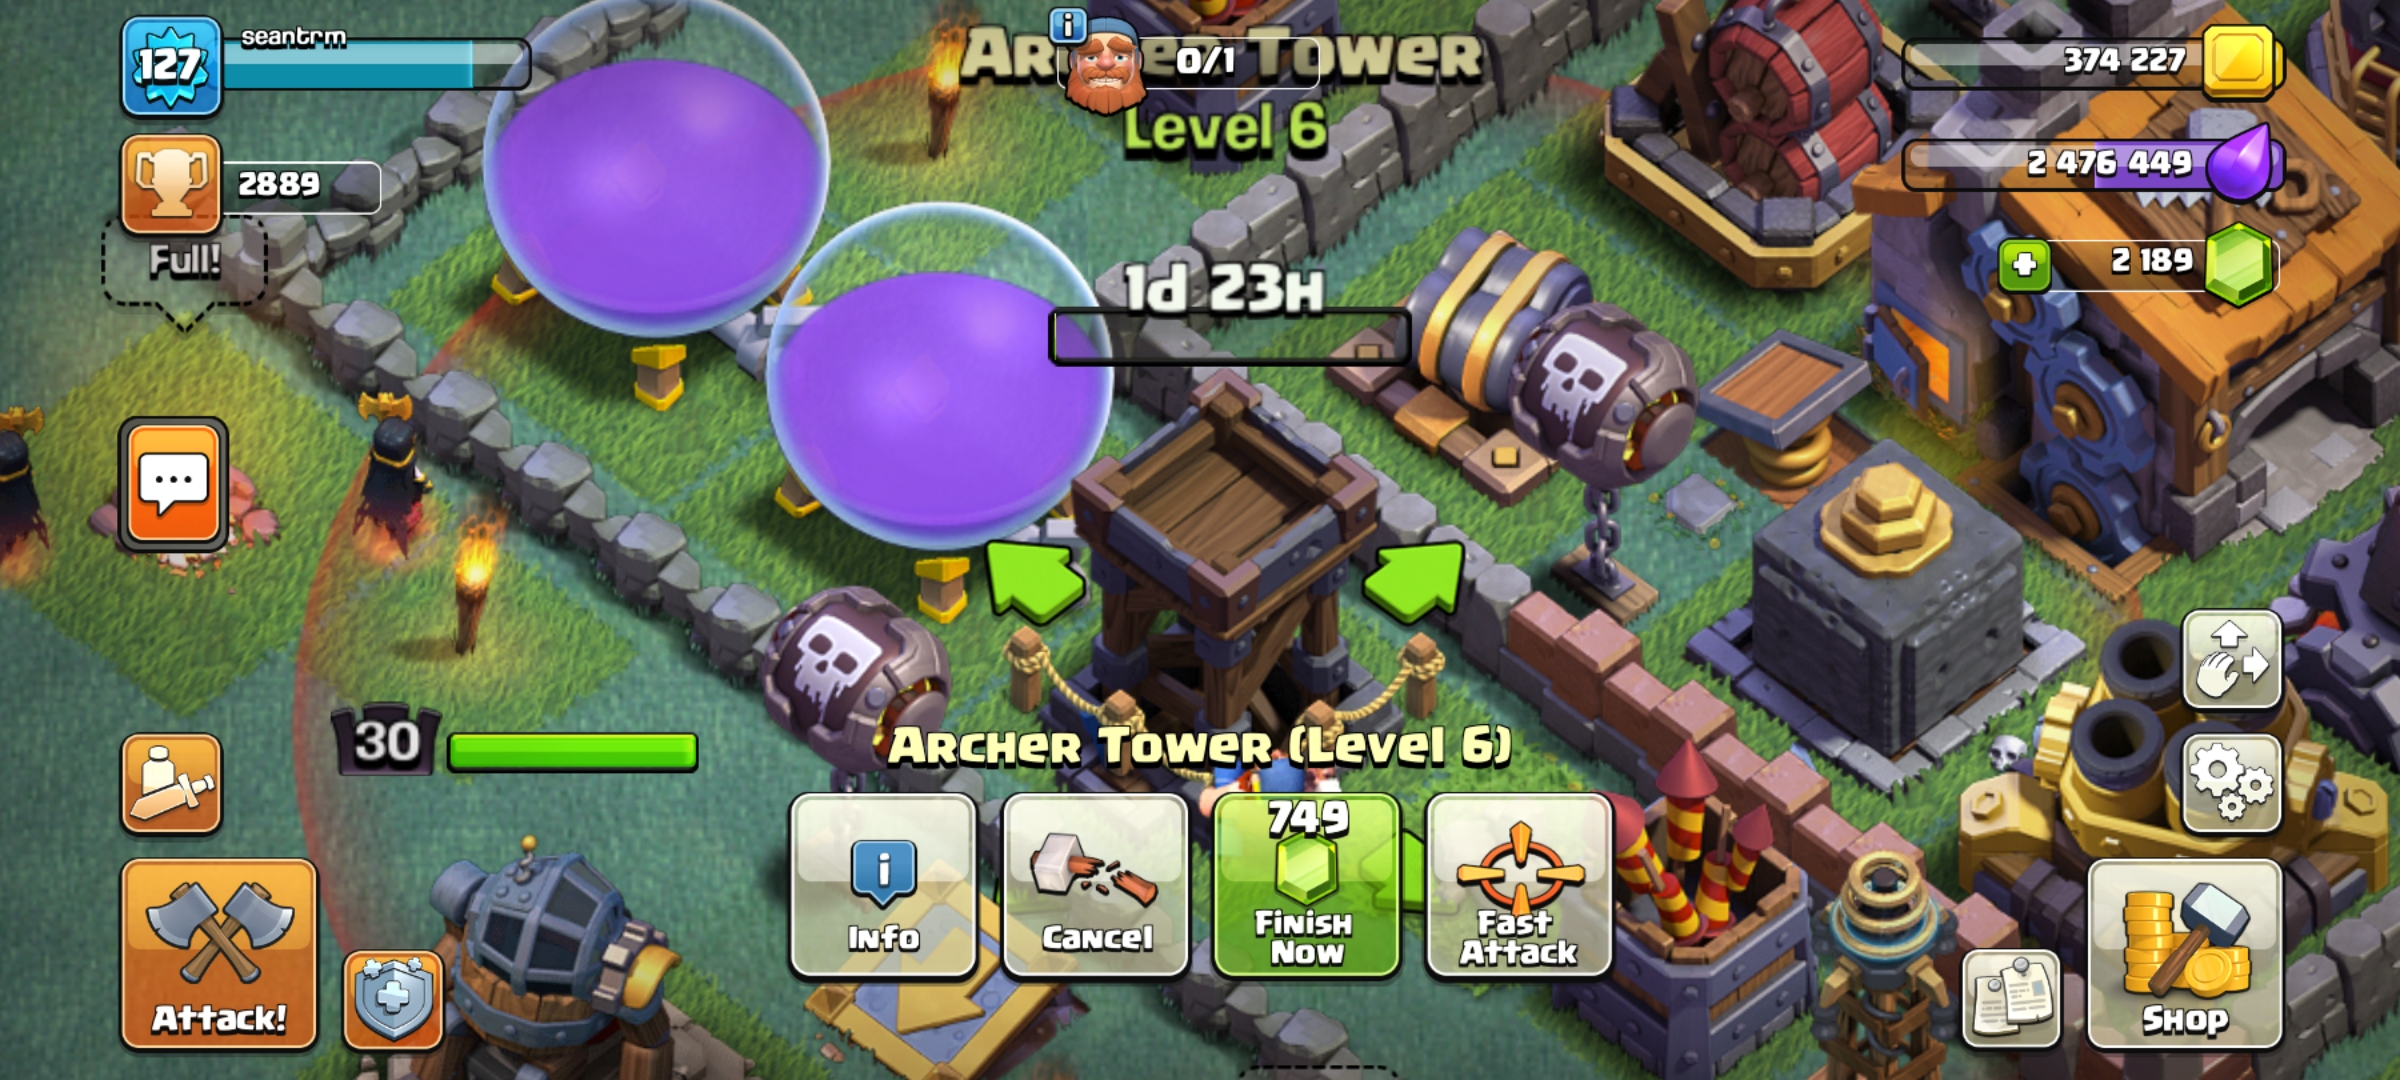 127
seantrm
Archer Tower
0/1
Level 6
374 227
2 476 449
2 189
2889
Full!
1d 23H
30
Archer Tower (Level 6)
Info
Cancel
749
Finish
Now
Fast
Attack
Attack!
Shop